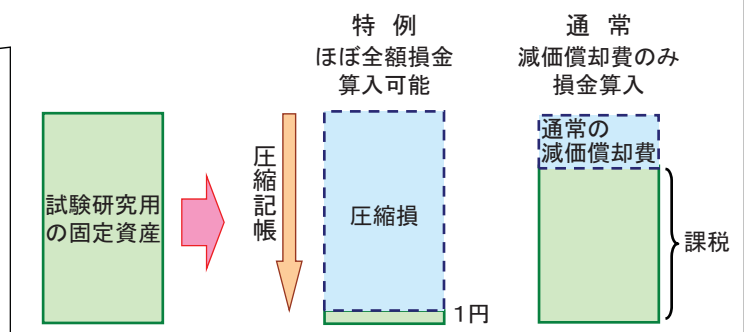 特例
ほぼ全額損金
算入可能
通常
減価償却費のみ
損金算入
試験研究用
の固定資産
圧縮記帳
圧縮損
1円
通常の
減価償却費
課税